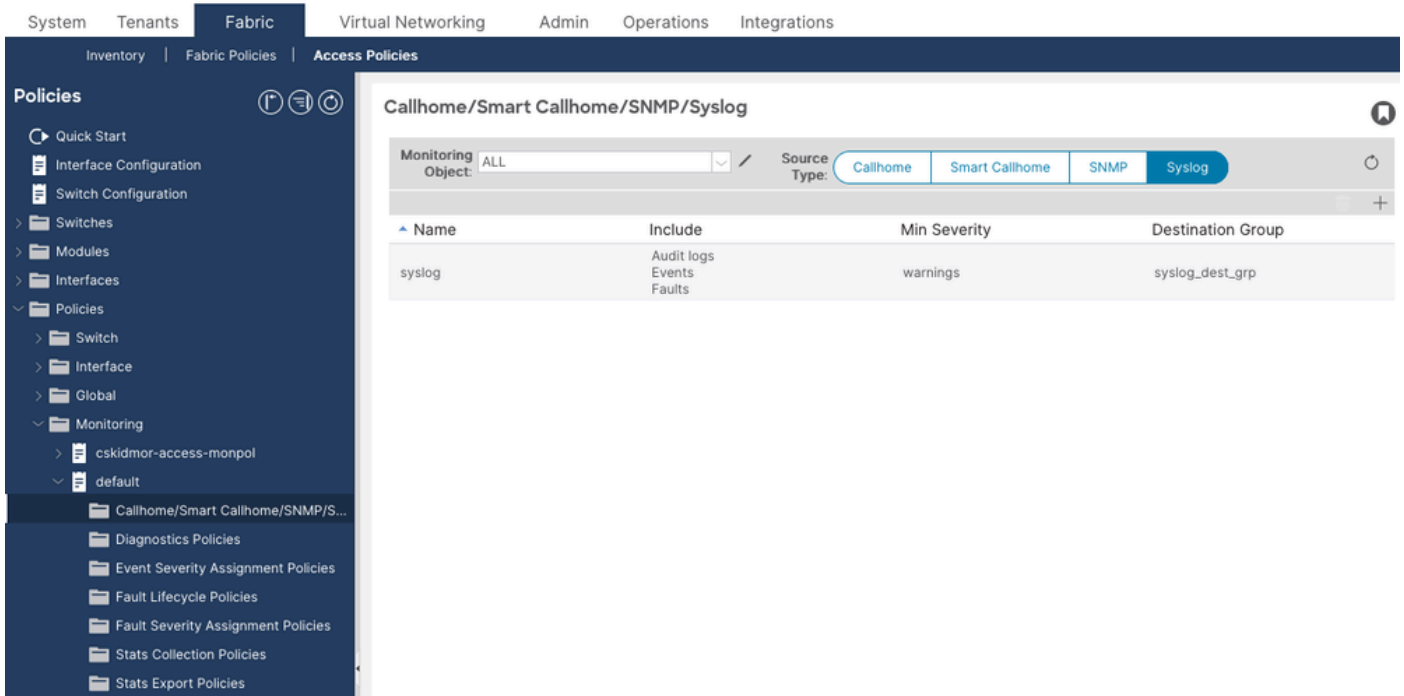 System Tenants Fabric Virtual Networking Admin Operations Integrations
Inventory | Fabric Policies | Access Policies
Policies
Quick Start
Interface Configuration
Switch Configuration
Switches
Modules
Interfaces
Policies
Switch
Interface
Global
Monitoring
cskidmor-access-monpol
default
Callhome/Smart Callhome/SNMP/S...
Diagnostics Policies
Event Severity Assignment Policies
Fault Lifecycle Policies
Fault Severity Assignment Policies
Stats Collection Policies
Stats Export Policies
Callhome/Smart Callhome/SNMP/Syslog
Monitoring
Object:
ALL
Source
Type:
Callhome Smart Callhome SNMP Syslog
Name Include Min Severity Destination Group
syslog
Audit logs
Events
Faults
warnings
syslog_dest_grp